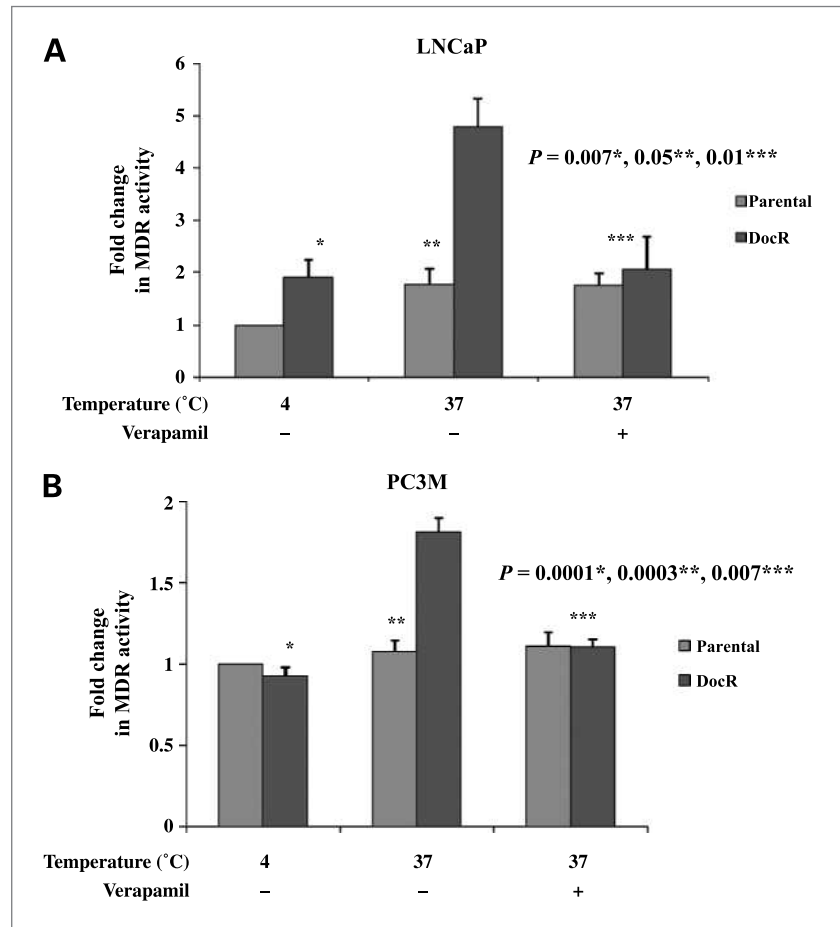 A
LNCaP
6
5
4
3
2
1
0
Fold change
in MDR activity
P = 0.007*, 0.05**, 0.01***
Parental
DocR
*
**
***
Temperature (˚C) 4 37 37
Verapamil – – +
B
PC3M
2
1.5
1
0.5
0
Fold change
in MDR activity
P = 0.0001*, 0.0003**, 0.007***
Parental
DocR
*
**
***
Temperature (˚C) 4 37 37
Verapamil – – +